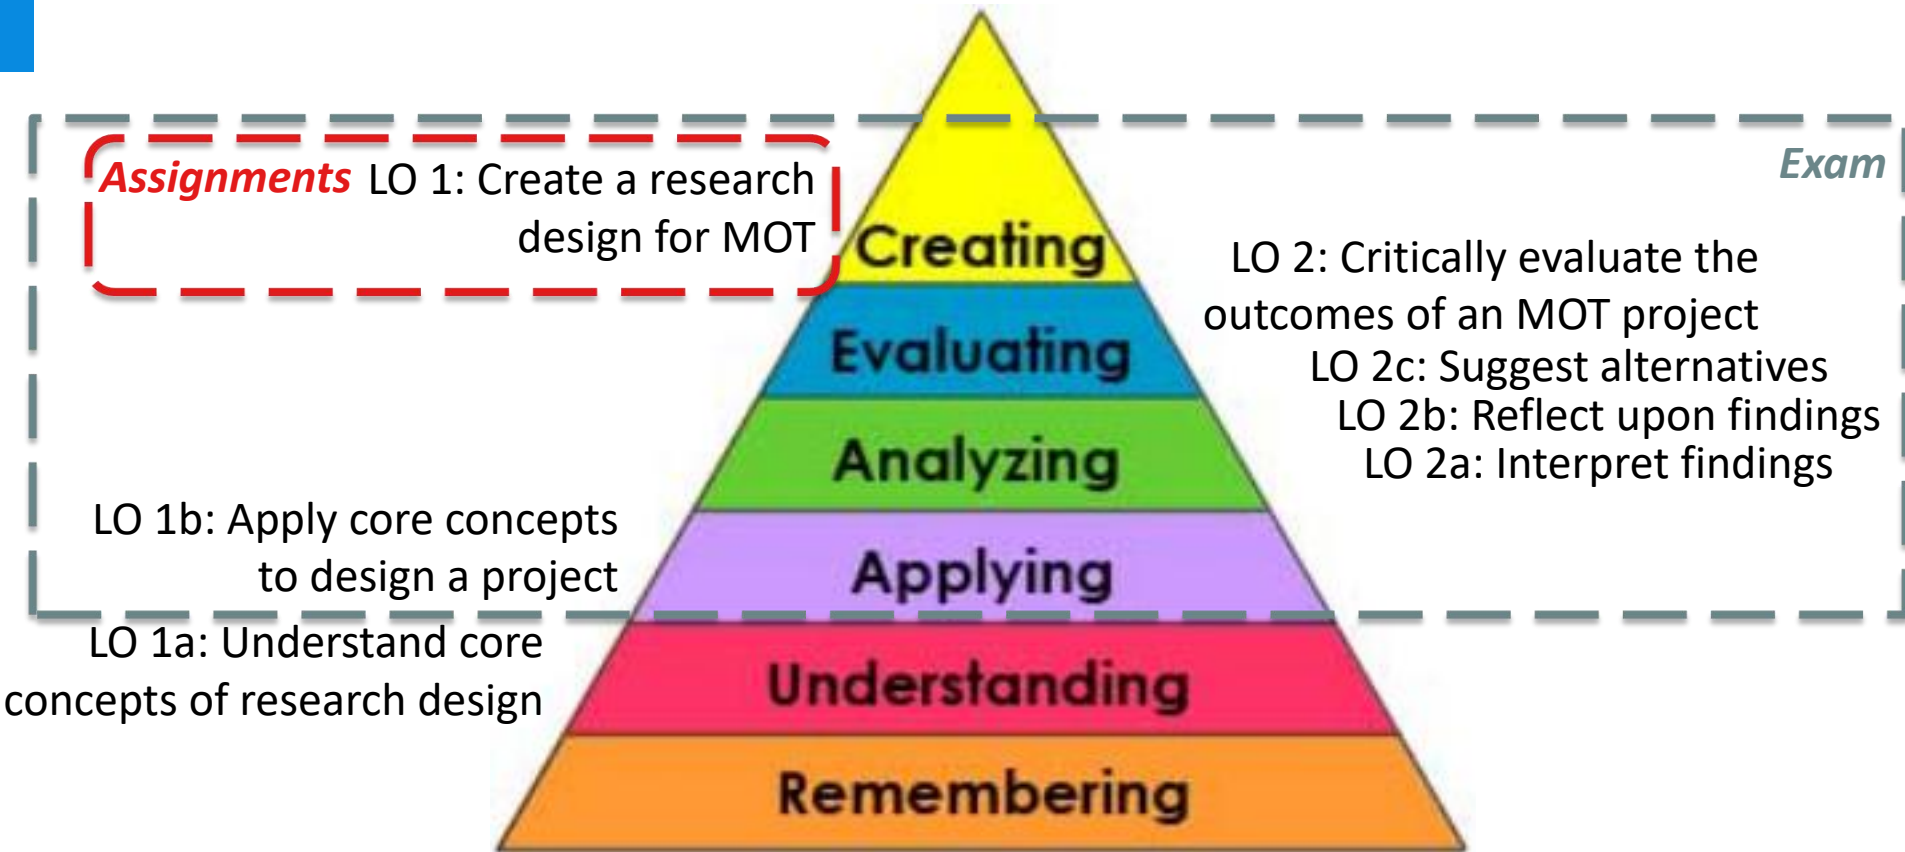 Assignments LO 1: Create a research
design for MOT
Exam
Creating
LO 2: Critically evaluate the
outcomes of an MOT project
Evaluating
LO 2c: Suggest alternatives
LO 2b: Reflect upon findings
Analyzing
LO 2a: Interpret findings
LO 1b: Apply core concepts
to design a project
Applying
LO 1a: Understand core
concepts of research design
Understanding
Remembering